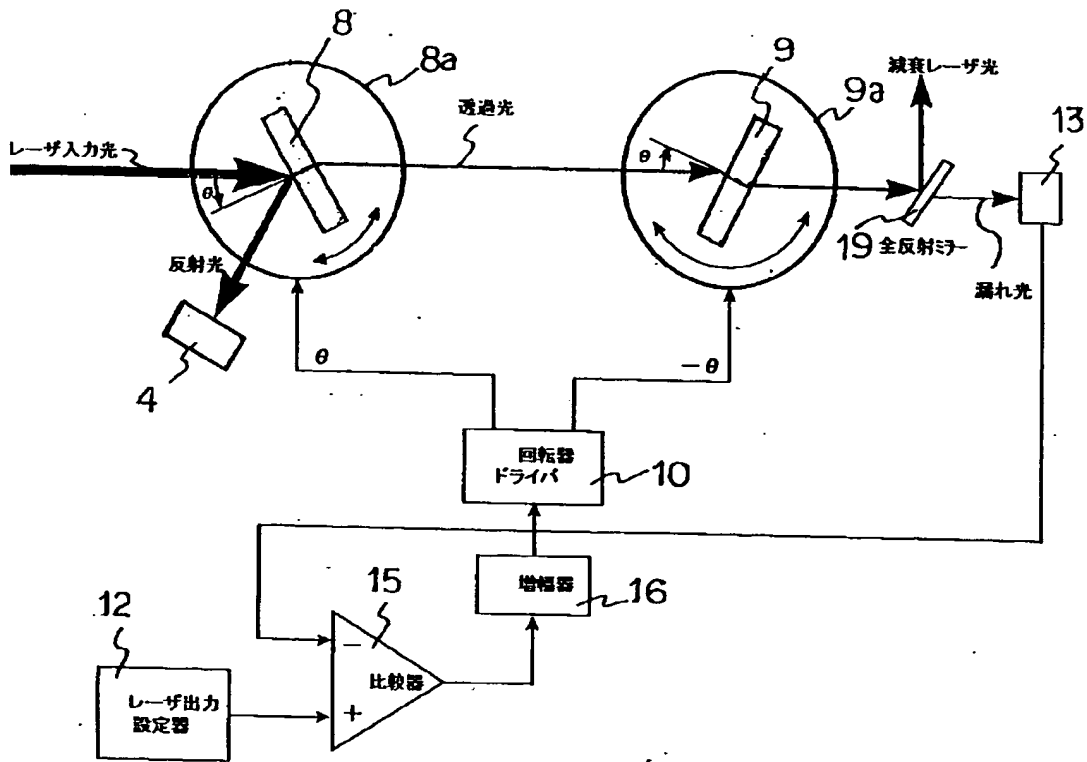 8
8a
9
9a
減衰レーザ光
13
レーザ入力光
透過光
θ
θ
19 全反射ミラー
反射光
漏れ光
4
θ
－θ
回転器
ドライバ
10
増幅器
16
15
12
－
比較器
+
レーザ出力
設定器